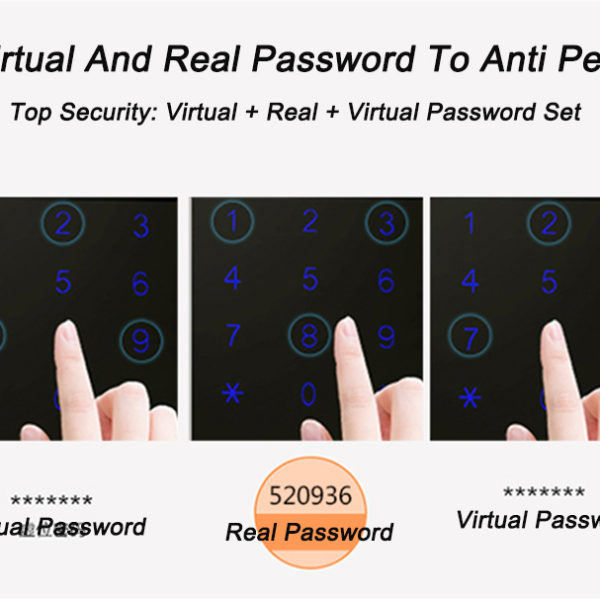 rtual And Real Password To Anti Pe
Top Security: Virtual + Real + Virtual Password Set
2 3
5 6
9
1 2 3
4 5 6
7 8 9
* 0
1 2
4 5
7
*
*******
ual Password
520936
Real Password
*******
Virtual Passw